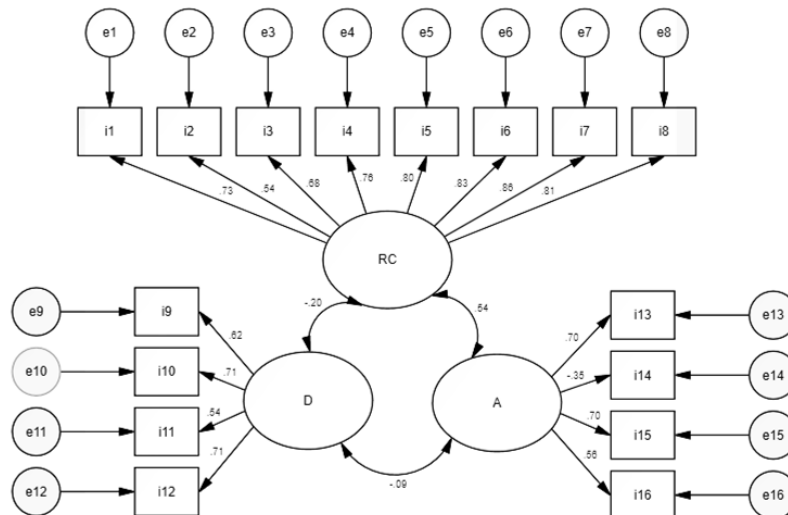 e1 e2 e3 e4 e5 e6 e7 e8
i1 i2 i3 i4 i5 i6 i7 i8
.73 .54 .68 .76 .80 .83 .86 .81
RC
-.20 .54
e9 i9 i13 e13
.62 .70
e10 i10 i14 e14
.71 -.35
D A
e11 i11 i15 e15
.54 .70
e12 i12 i16 e16
.71 .56
-.09